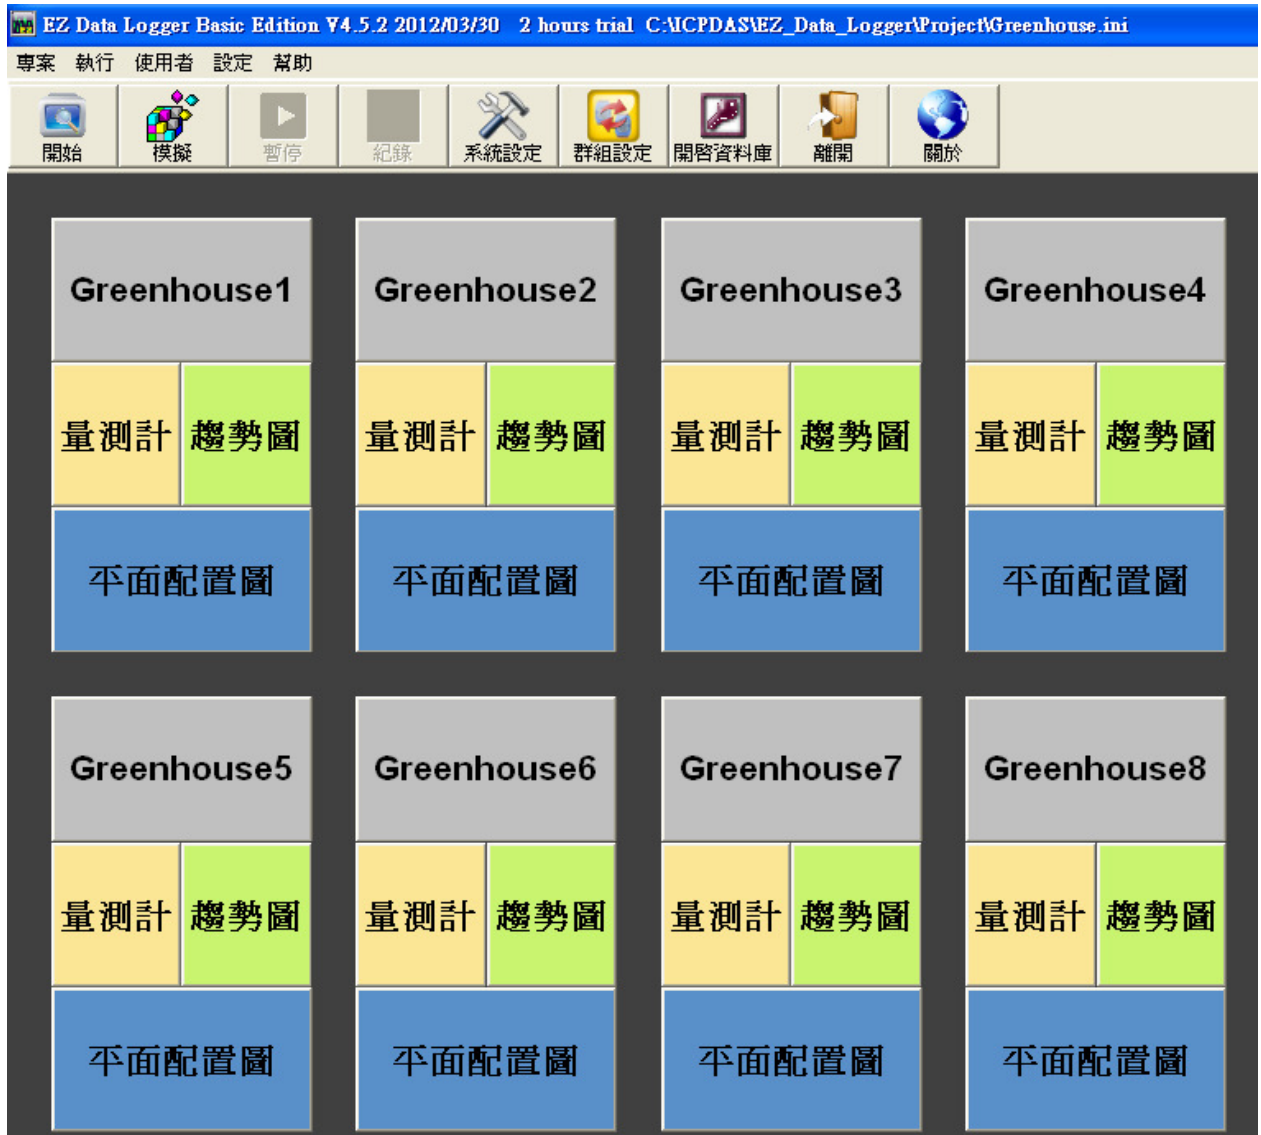 EZ Data Logger Basic Edition V4.5.2 2012/03/30 2 hours trial C:\ICPDAS\EZ_Data_Logger\Project\Greenhouse.ini
專案 執行 使用者 設定 幫助
開始 模擬 暫停 紀錄 系統設定 群組設定 開啓資料庫 離開 關於
Greenhouse1 Greenhouse2 Greenhouse3 Greenhouse4
量測計 趨勢圖 量測計 趨勢圖 量測計 趨勢圖 量測計 趨勢圖
平面配置圖 平面配置圖 平面配置圖 平面配置圖
Greenhouse5 Greenhouse6 Greenhouse7 Greenhouse8
量測計 趨勢圖 量測計 趨勢圖 量測計 趨勢圖 量測計 趨勢圖
平面配置圖 平面配置圖 平面配置圖 平面配置圖